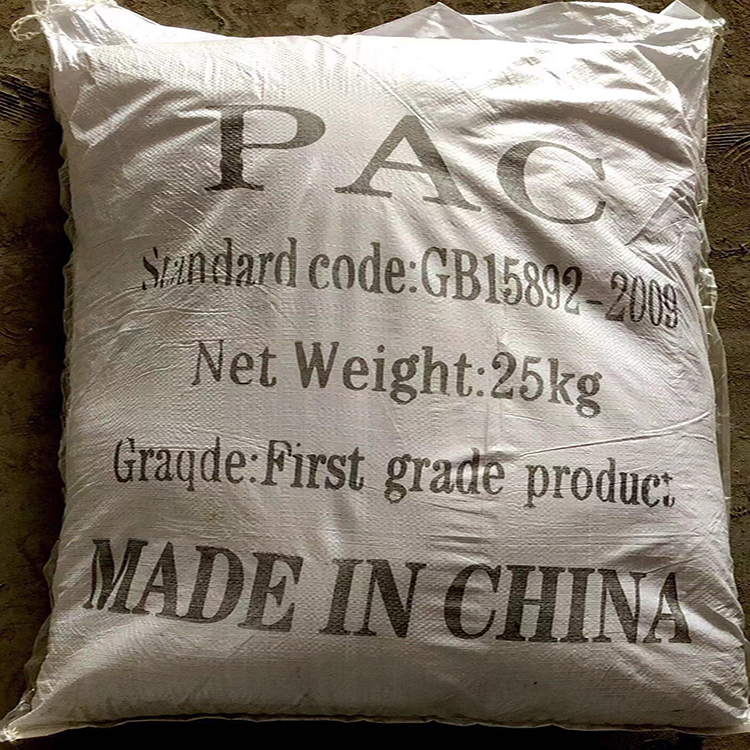 PAC
Standard code:GB15892-2009
Net Weight:25kg
Graqde:First grade product
MADE IN CHINA